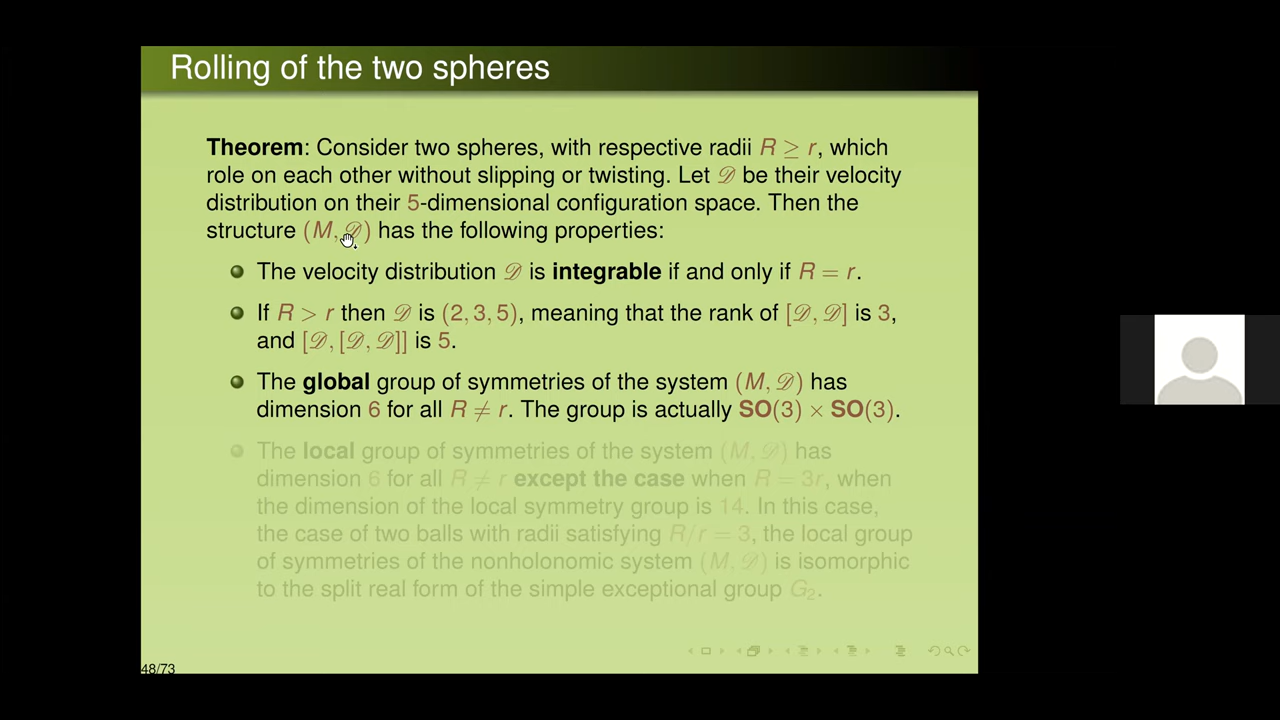 Rolling of the two spheres
Theorem: Consider two spheres, with respective radii R ≥ r, which
role on each other without slipping or twisting. Let 𝒟 be their velocity
distribution on their 5-dimensional configuration space. Then the
structure (M, 𝒟) has the following properties:
The velocity distribution 𝒟 is integrable if and only if R = r.
If R > r then 𝒟 is (2, 3, 5), meaning that the rank of [𝒟, 𝒟] is 3,
and [𝒟, [𝒟, 𝒟]] is 5.
The global group of symmetries of the system (M, 𝒟) has
dimension 6 for all R ≠ r. The group is actually SO(3) × SO(3).
The local group of symmetries of the system (M, 𝒟) has
dimension 6 for all R ≠ r except the case when R = 3r, when
the dimension of the local symmetry group is 14. In this case,
the case of two balls with radii satisfying R/r = 3, the local group
of symmetries of the nonholonomic system (M, 𝒟) is isomorphic
to the split real form of the simple exceptional group G₂.
48/73